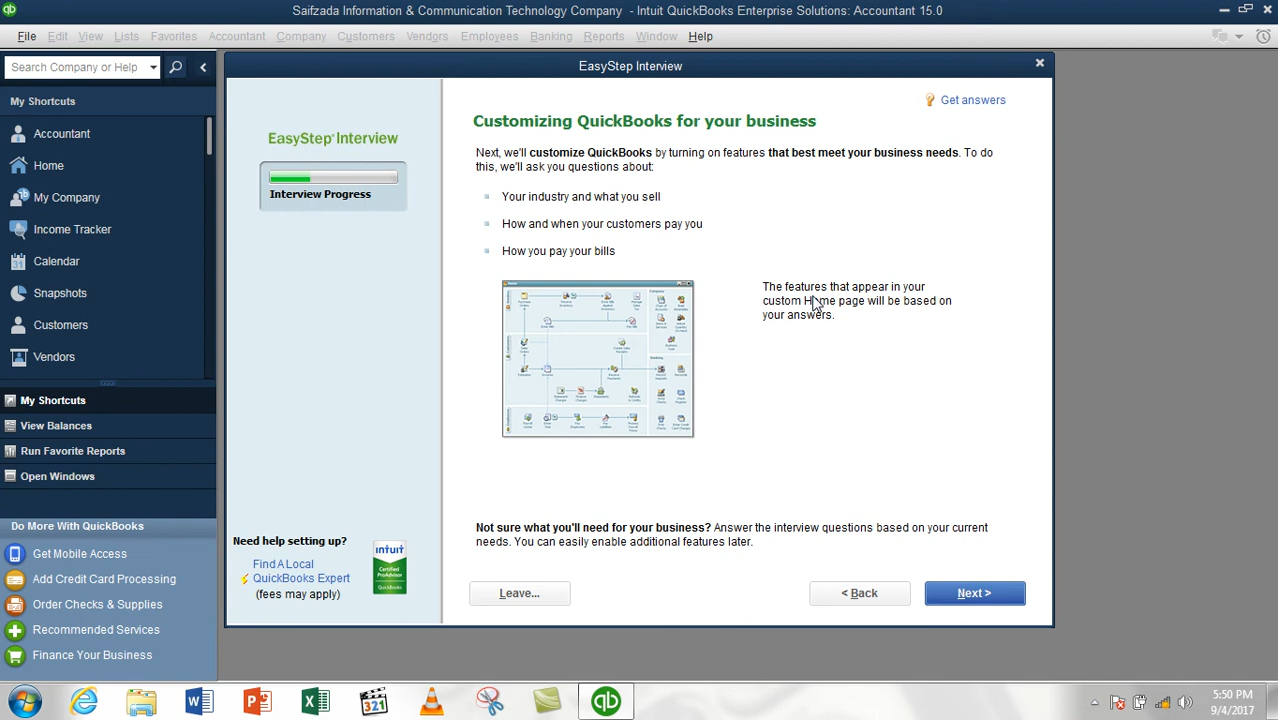 Saifzada Information & Communication Technology Company - Intuit QuickBooks Enterprise Solutions: Accountant 15.0
File Edit View Lists Favorites Accountant Company Customers Vendors Employees Banking Reports Window Help
Search Company or Help
My Shortcuts
Accountant
Home
My Company
Income Tracker
Calendar
Snapshots
Customers
Vendors
My Shortcuts
View Balances
Run Favorite Reports
Open Windows
Do More With QuickBooks
Get Mobile Access
Add Credit Card Processing
Order Checks & Supplies
Recommended Services
Finance Your Business
EasyStep Interview
EasyStep Interview
Interview Progress
Need help setting up?
Find A Local
QuickBooks Expert
(fees may apply)
intuit
Certified
ProAdvisor
QuickBooks
Get answers
Customizing QuickBooks for your business
Next, we'll customize QuickBooks by turning on features that best meet your business needs. To do
this, we'll ask you questions about:
Your industry and what you sell
How and when your customers pay you
How you pay your bills
The features that appear in your
custom Home page will be based on
your answers.
Not sure what you'll need for your business? Answer the interview questions based on your current
needs. You can easily enable additional features later.
Leave...
< Back
Next >
qb
321
5:50 PM
9/4/2017